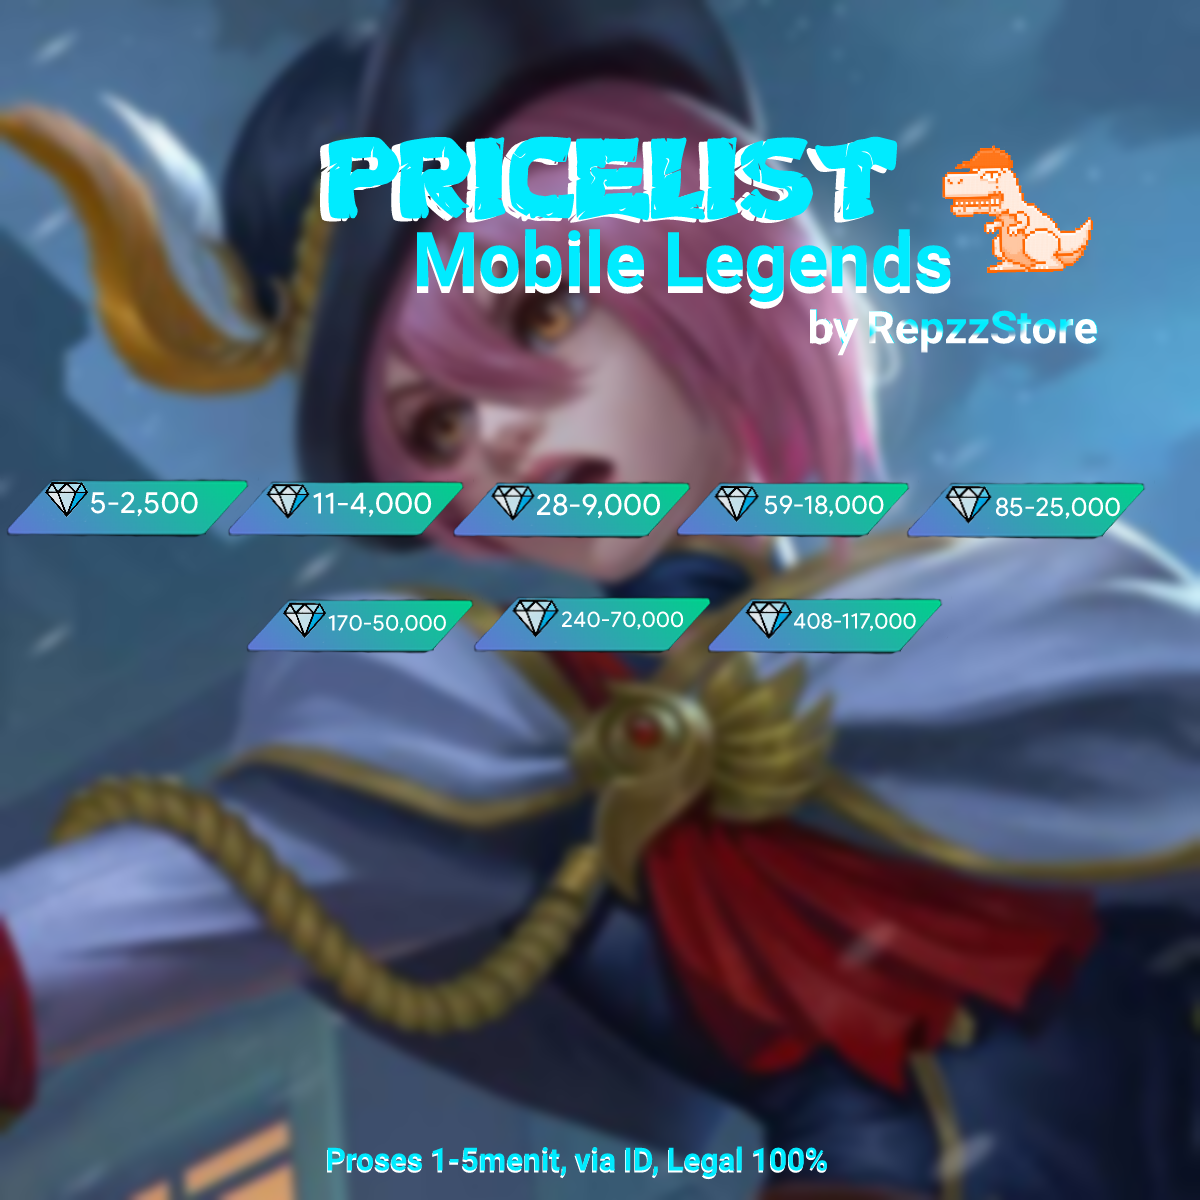 PRICELIST
Mobile Legends
by RepzzStore
5-2,500 11-4,000 28-9,000 59-18,000 85-25,000
170-50,000 240-70,000 408-117,000
Proses 1-5menit, via ID, Legal 100%